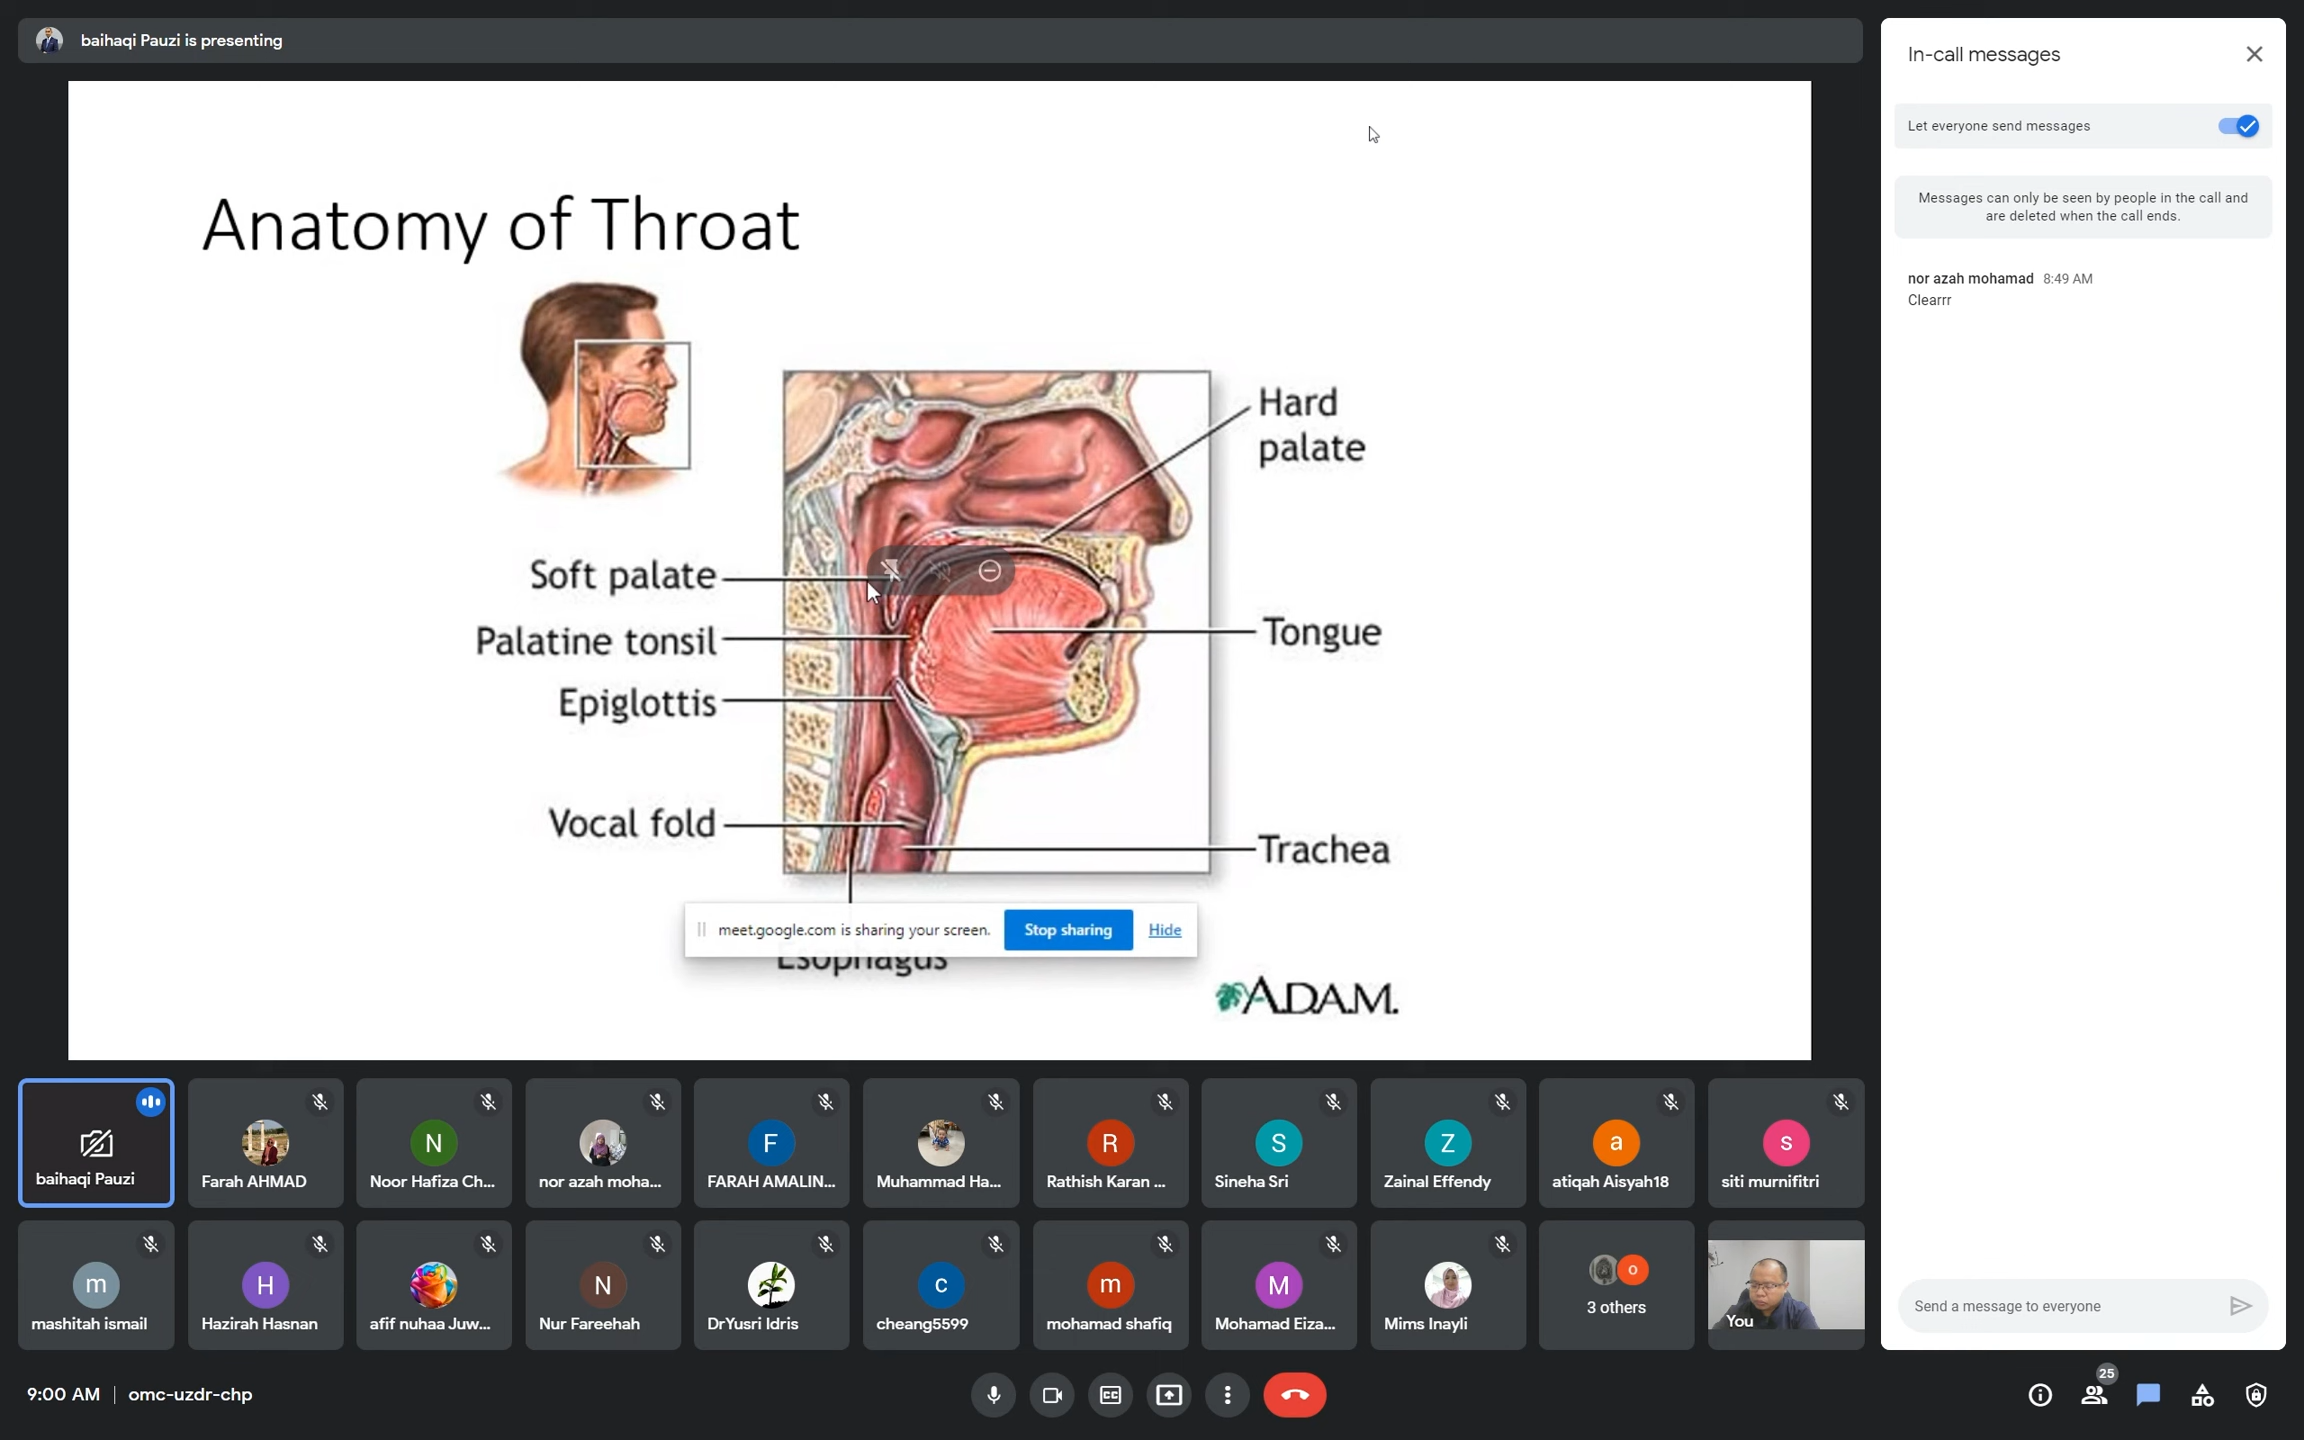 baihaqi Pauzi is presenting
Anatomy of Throat
Hard
palate
Soft palate
Palatine tonsil
Tongue
Epiglottis
Vocal fold
Trachea
meet.google.com is sharing your screen.
Stop sharing
Hide
Esophagus
A.D.A.M.
In-call messages
Let everyone send messages
Messages can only be seen by people in the call and
are deleted when the call ends.
nor azah mohamad 8:49 AM
Clearrr
Send a message to everyone
baihaqi Pauzi
Farah AHMAD
N
Noor Hafiza Ch...
nor azah moha...
F
FARAH AMALIN...
Muhammad Ha...
R
Rathish Karan ...
S
Sineha Sri
Z
Zainal Effendy
a
atiqah Aisyah18
s
siti murnifitri
m
mashitah ismail
H
Hazirah Hasnan
afif nuhaa Juw...
N
Nur Fareehah
DrYusri Idris
c
cheang5599
m
mohamad shafiq
M
Mohamad Eiza...
Mims Inayli
o
3 others
You
9:00 AM | omc-uzdr-chp
CC
25